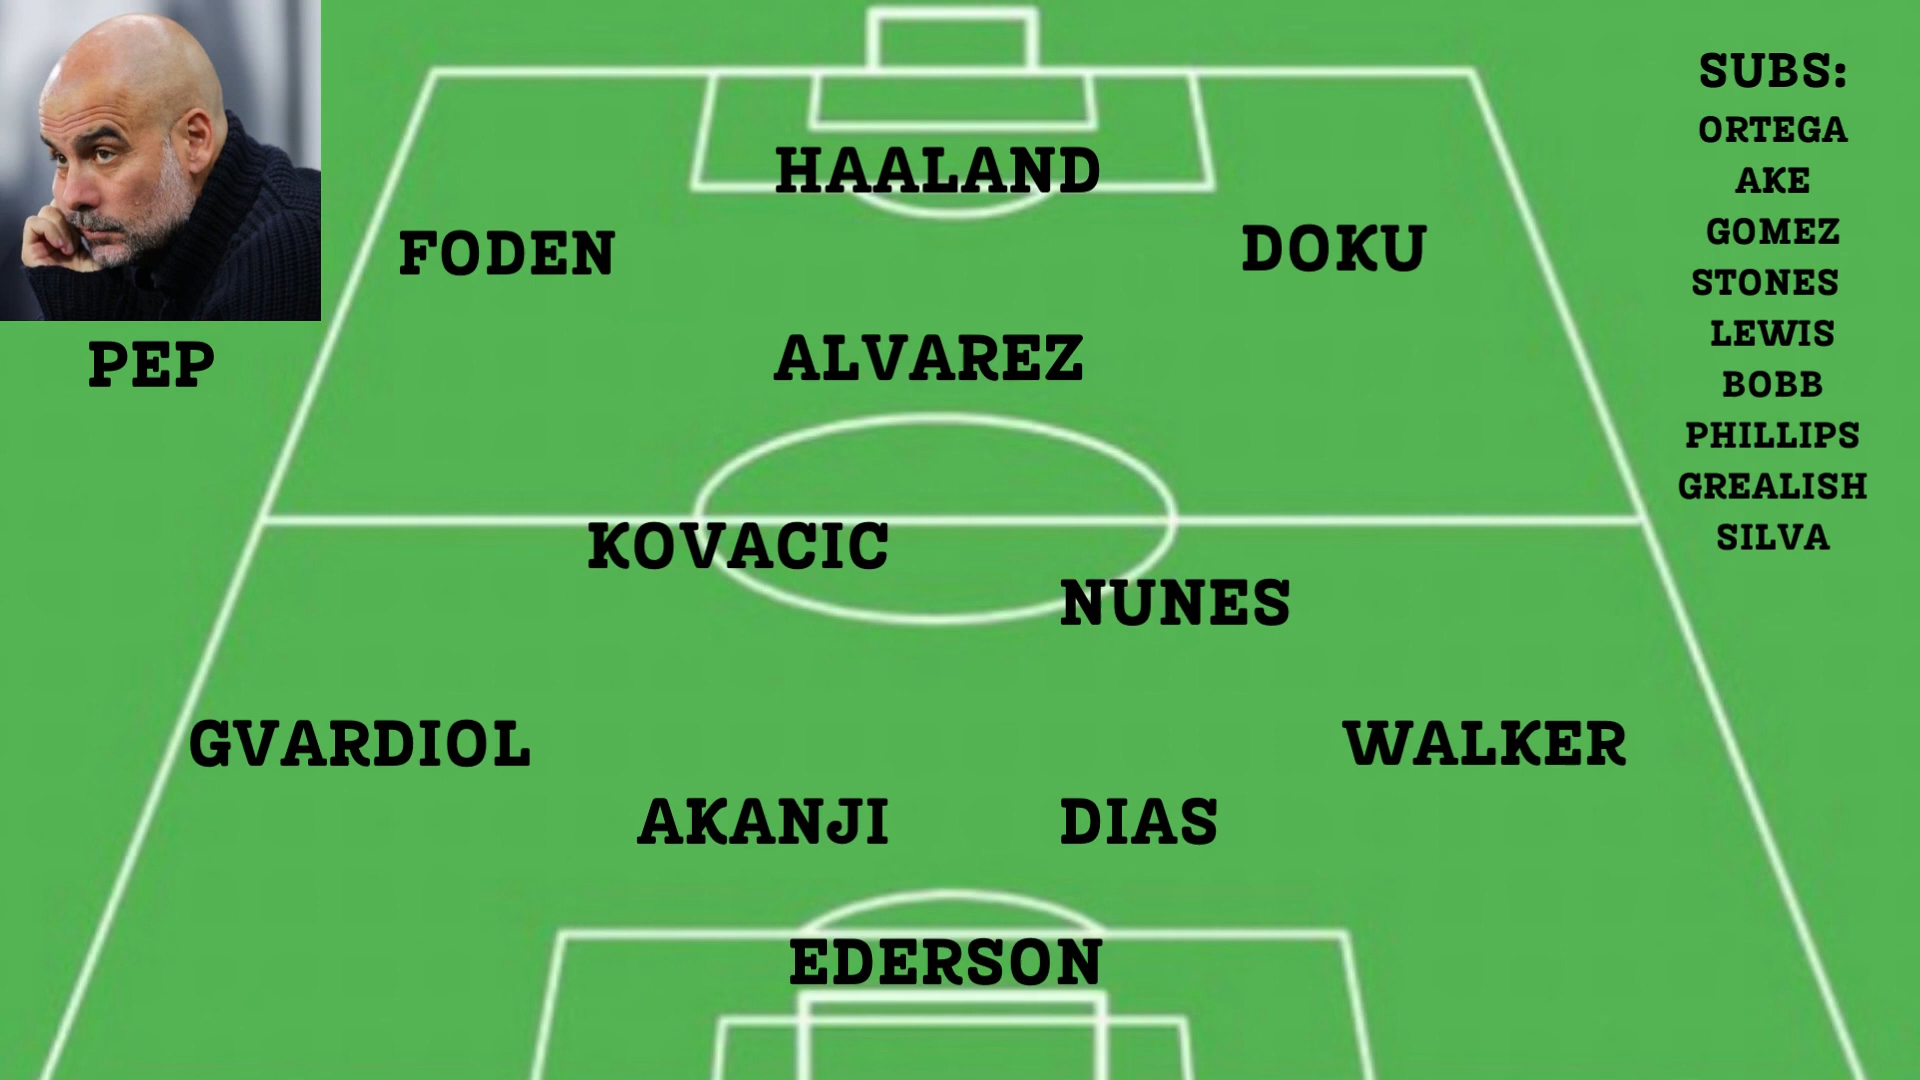 PEP
HAALAND
FODEN
DOKU
ALVAREZ
KOVACIC
NUNES
GVARDIOL
WALKER
AKANJI
DIAS
EDERSON
SUBS:
ORTEGA
AKE
GOMEZ
STONES
LEWIS
BOBB
PHILLIPS
GREALISH
SILVA